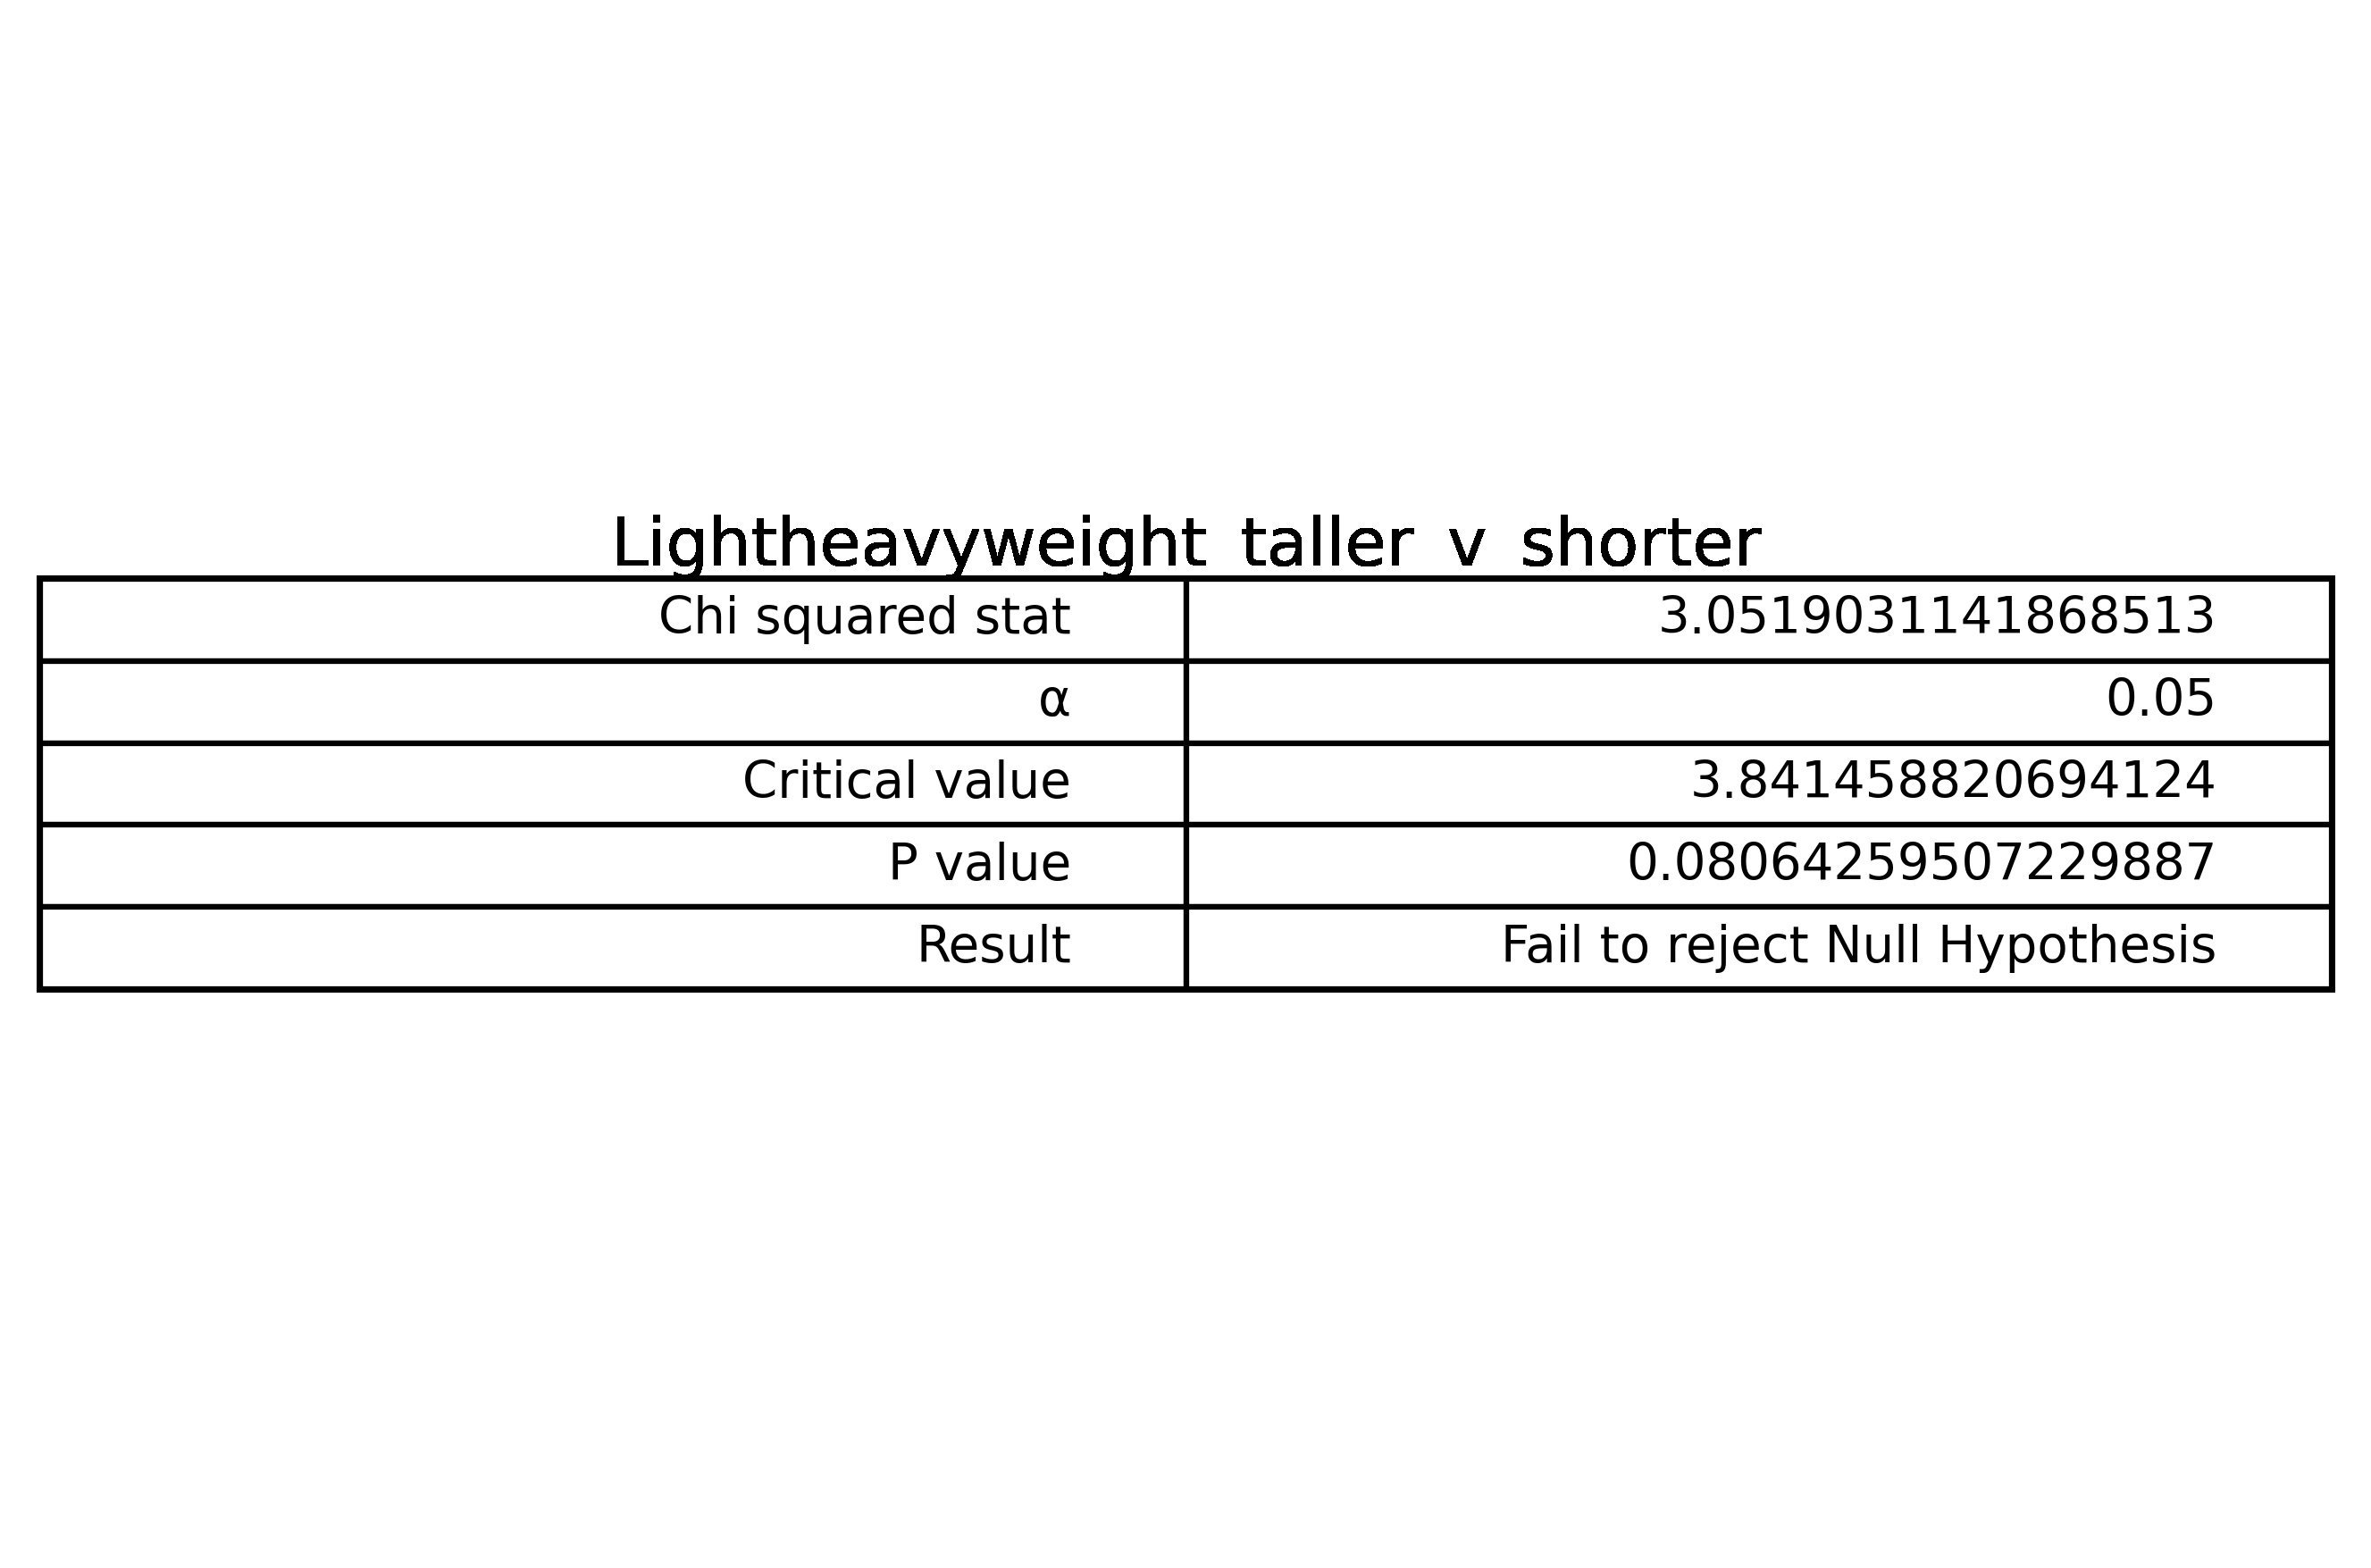 Lightheavyweight taller v shorter
Chi squared stat 3.0519031141868513
α 0.05
Critical value 3.841458820694124
P value 0.08064259507229887
Result Fail to reject Null Hypothesis